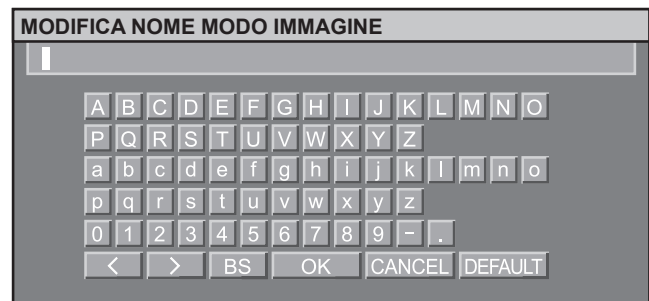 MODIFICA NOME MODO IMMAGINE
A B C D E F G H I J K L M N O
P Q R S T U V W X Y Z
a b c d e f g h i j k l m n o
p q r s t u v w x y z
0 1 2 3 4 5 6 7 8 9 - .
< > BS OK CANCEL DEFAULT